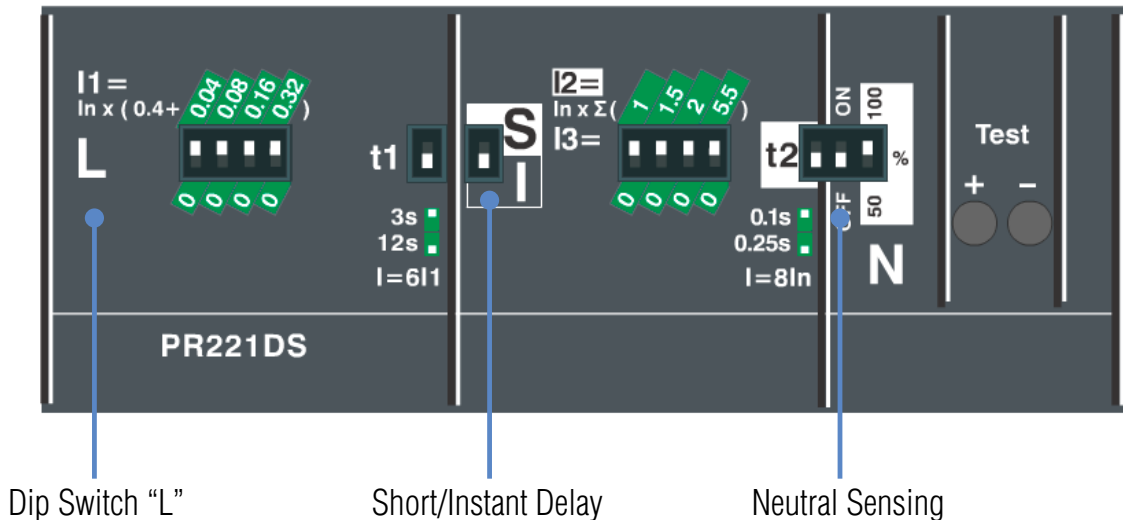 I1=
In x ( 0.4+ 0.04 0.08 0.16 0.32 )
L
0 0 0 0
t1
3s
12s
I=6I1
S
I
I2=
In x Σ( 1 1.5 2 5.5 )
I3=
0 0 0 0
t2
0.1s
0.25s
I=8In
ON
OFF
100
%
50
N
Test
+ −
PR221DS
Dip Switch “L”
Short/Instant Delay
Neutral Sensing